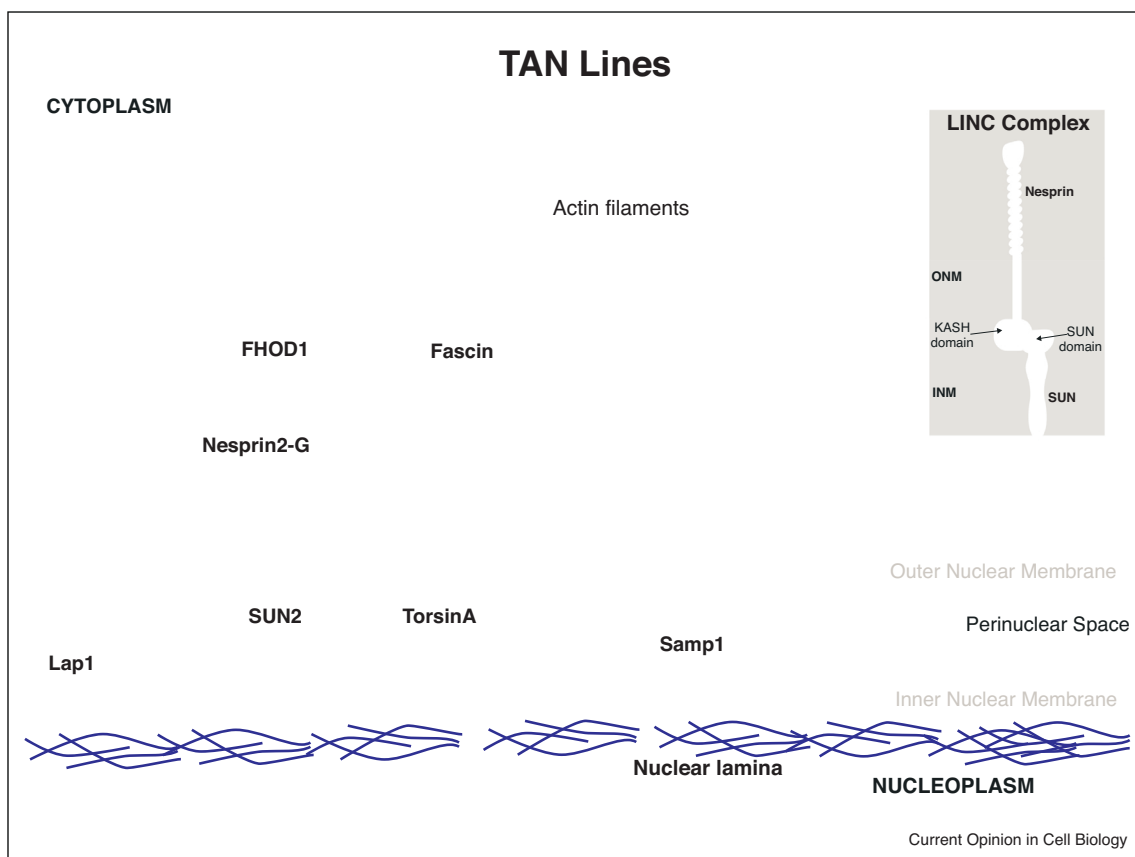 TAN Lines
CYTOPLASM
LINC Complex
Nesprin
Actin filaments
ONM
KASH
domain
SUN
domain
FHOD1
Fascin
INM
SUN
Nesprin2-G
Outer Nuclear Membrane
SUN2
TorsinA
Perinuclear Space
Samp1
Lap1
Inner Nuclear Membrane
Nuclear lamina
NUCLEOPLASM
Current Opinion in Cell Biology